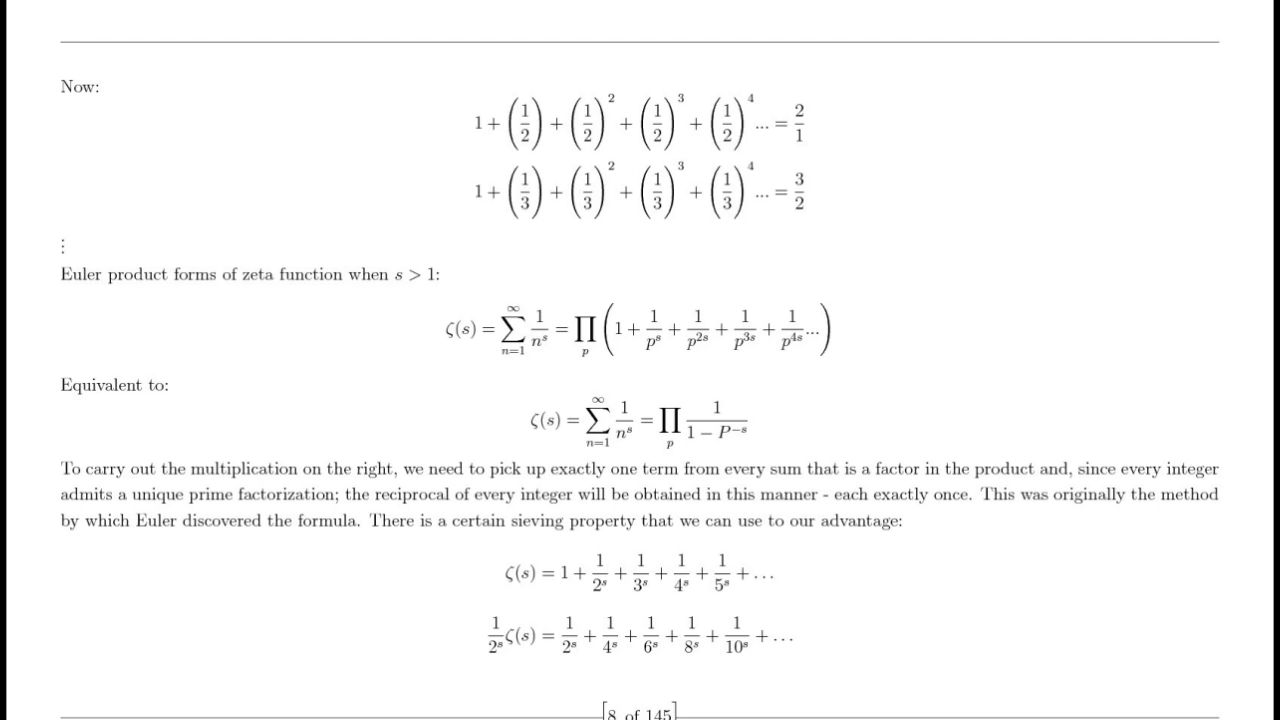 Now:
1 + (1/2) + (1/2)² + (1/2)³ + (1/2)⁴ ... = 2/1
1 + (1/3) + (1/3)² + (1/3)³ + (1/3)⁴ ... = 3/2
⋮
Euler product forms of zeta function when s > 1:
ζ(s) = ∑_{n=1}^{∞} 1/n^s = ∏_p (1 + 1/p^s + 1/p^{2s} + 1/p^{3s} + 1/p^{4s} ...)
Equivalent to:
ζ(s) = ∑_{n=1}^{∞} 1/n^s = ∏_p 1/(1 − P^{−s})
To carry out the multiplication on the right, we need to pick up exactly one term from every sum that is a factor in the product and, since every integer
admits a unique prime factorization; the reciprocal of every integer will be obtained in this manner - each exactly once. This was originally the method
by which Euler discovered the formula. There is a certain sieving property that we can use to our advantage:
ζ(s) = 1 + 1/2^s + 1/3^s + 1/4^s + 1/5^s + ...
1/2^s ζ(s) = 1/2^s + 1/4^s + 1/6^s + 1/8^s + 1/10^s + ...
[8 of 145]